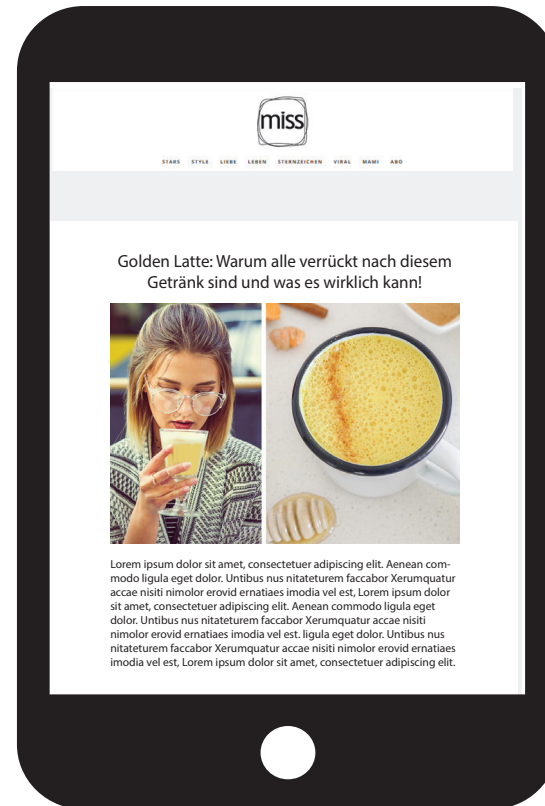 miss
STARS STYLE LIEBE LEBEN STERNZEICHEN VIRAL MAMI ABO
Golden Latte: Warum alle verrückt nach diesem
Getränk sind und was es wirklich kann!
Lorem ipsum dolor sit amet, consectetuer adipiscing elit. Aenean com-
modo ligula eget dolor. Untibus nus nitateturem faccabor Xerumquatur
accae nisiti nimolor erovid ernatiaes imodia vel est, Lorem ipsum dolor
sit amet, consectetuer adipiscing elit. Aenean commodo ligula eget
dolor. Untibus nus nitateturem faccabor Xerumquatur accae nisiti
nimolor erovid ernatiaes imodia vel est. ligula eget dolor. Untibus nus
nitateturem faccabor Xerumquatur accae nisiti nimolor erovid ernatiaes
imodia vel est, Lorem ipsum dolor sit amet, consectetuer adipiscing elit.